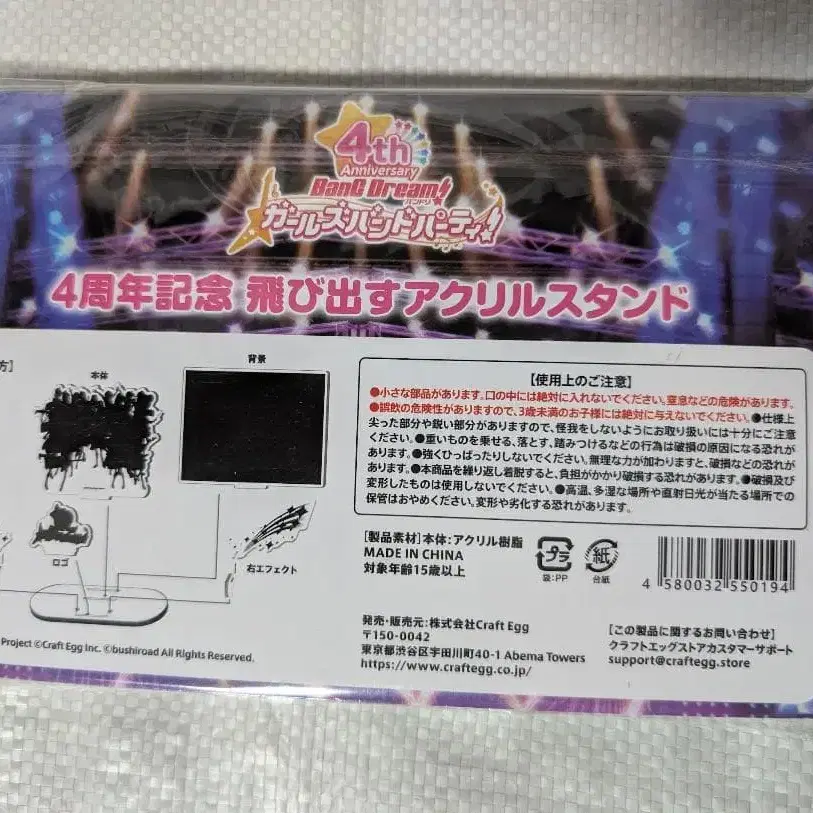 4th
Anniversary
BanG Dream!
バンドリ
ガールズバンドパーティ!
4周年記念 飛び出すアクリルスタンド
方]
本体
背景
ロゴ
右エフェクト
【使用上のご注意】
●小さな部品があります。口の中には絶対に入れないでください。窒息などの危険があります。
●誤飲の危険性がありますので、3歳未満のお子様には絶対に与えないでください。●仕様上
尖った部分や鋭い部分がありますので、怪我をしないようにお取り扱いには十分にご注意
ください。●重いものを乗せる、落とす、踏みつけるなどの行為は破損の原因になる恐れが
あります。●強くひっぱったりしないでください。無理な力が加わりますと、破損などの恐れが
あります。●本商品を繰り返し着脱すると、負担がかかり破損する恐れがあります。●破損及び
変形したものは使用しないでください。●高温、多湿な場所や直射日光が当たる場所での
保管はおやめください。変形や劣化する恐れがあります。
[製品素材]本体:アクリル樹脂
MADE IN CHINA
対象年齢15歳以上
プラ
袋:PP
紙
台紙
4 580032 550194
発売・販売元:株式会社Craft Egg
〒150-0042
東京都渋谷区宇田川町40-1 Abema Towers
https://www.craftegg.co.jp/
【この製品に関するお問い合わせ】
クラフトエッグストアカスタマーサポート
support@craftegg.store
Project ©Craft Egg Inc. ©bushiroad All Rights Reserved.